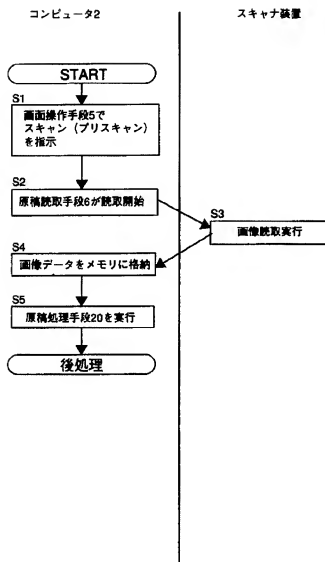 コンピュータ2
スキャナ装置
START
S1
画面操作手段5で
スキャン（プリスキャン）
を指示
S2
原稿読取手段6が読取開始
S3
画像読取実行
S4
画像データをメモリに格納
S5
原稿処理手段20を実行
後処理